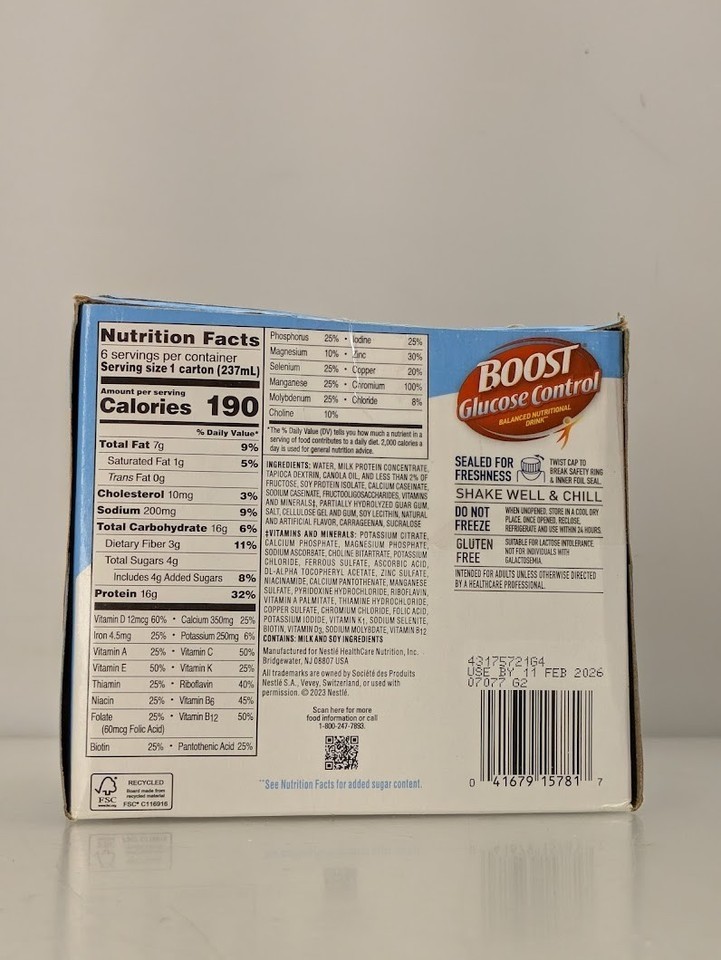 Nutrition Facts
6 servings per container
Serving size 1 carton (237mL)
Amount per serving
Calories 190
% Daily Value*
Total Fat 7g 9%
Saturated Fat 1g 5%
Trans Fat 0g
Cholesterol 10mg 3%
Sodium 200mg 9%
Total Carbohydrate 16g 6%
Dietary Fiber 3g 11%
Total Sugars 4g
Includes 4g Added Sugars 8%
Protein 16g 32%
Vitamin D 12mcg 60% • Calcium 350mg 25%
Iron 4.5mg 25% • Potassium 250mg 6%
Vitamin A 25% • Vitamin C 50%
Vitamin E 50% • Vitamin K 25%
Thiamin 25% • Riboflavin 40%
Niacin 25% • Vitamin B6 45%
Folate 25% • Vitamin B12 50%
(60mcg Folic Acid)
Biotin 25% • Pantothenic Acid 25%
FSC
RECYCLED
Board made from
recycled material
FSC® C116916
Phosphorus 25% • Iodine 25%
Magnesium 10% • Zinc 30%
Selenium 25% • Copper 20%
Manganese 25% • Chromium 100%
Molybdenum 25% • Chloride 8%
Choline 10%
*The % Daily Value (DV) tells you how much a nutrient in a
serving of food contributes to a daily diet. 2,000 calories a
day is used for general nutrition advice.
INGREDIENTS: WATER, MILK PROTEIN CONCENTRATE,
TAPIOCA DEXTRIN, CANOLA OIL, AND LESS THAN 2% OF
FRUCTOSE, SOY PROTEIN ISOLATE, CALCIUM CASEINATE,
SODIUM CASEINATE, FRUCTOOLIGOSACCHARIDES, VITAMINS
AND MINERALS‡, PARTIALLY HYDROLYZED GUAR GUM,
SALT, CELLULOSE GEL AND GUM, SOY LECITHIN, NATURAL
AND ARTIFICIAL FLAVOR, CARRAGEENAN, SUCRALOSE
‡VITAMINS AND MINERALS: POTASSIUM CITRATE,
CALCIUM PHOSPHATE, MAGNESIUM PHOSPHATE,
SODIUM ASCORBATE, CHOLINE BITARTRATE, POTASSIUM
CHLORIDE, FERROUS SULFATE, ASCORBIC ACID,
DL-ALPHA TOCOPHERYL ACETATE, ZINC SULFATE,
NIACINAMIDE, CALCIUM PANTOTHENATE, MANGANESE
SULFATE, PYRIDOXINE HYDROCHLORIDE, RIBOFLAVIN,
VITAMIN A PALMITATE, THIAMINE HYDROCHLORIDE,
COPPER SULFATE, CHROMIUM CHLORIDE, FOLIC ACID,
POTASSIUM IODIDE, VITAMIN K1, SODIUM SELENITE,
BIOTIN, VITAMIN D3, SODIUM MOLYBDATE, VITAMIN B12
CONTAINS: MILK AND SOY INGREDIENTS
Manufactured for Nestlé HealthCare Nutrition, Inc.
Bridgewater, NJ 08807 USA
All trademarks are owned by Société des Produits
Nestlé S.A., Vevey, Switzerland, or used with
permission. © 2023 Nestlé.
Scan here for more
food information or call
1-800-247-7893.
**See Nutrition Facts for added sugar content.
BOOST
Glucose Control
BALANCED NUTRITIONAL
DRINK
SEALED FOR
FRESHNESS
TWIST CAP TO
BREAK SAFETY RING
& INNER FOIL SEAL.
SHAKE WELL & CHILL
DO NOT
FREEZE
WHEN UNOPENED, STORE IN A COOL DRY
PLACE. ONCE OPENED, RECLOSE,
REFRIGERATE AND USE WITHIN 24 HOURS.
GLUTEN
FREE
SUITABLE FOR LACTOSE INTOLERANCE.
NOT FOR INDIVIDUALS WITH
GALACTOSEMIA.
INTENDED FOR ADULTS UNLESS OTHERWISE DIRECTED
BY A HEALTHCARE PROFESSIONAL.
43175721G4
USE BY 11 FEB 2026
07077 G2
0 41679 15781 7